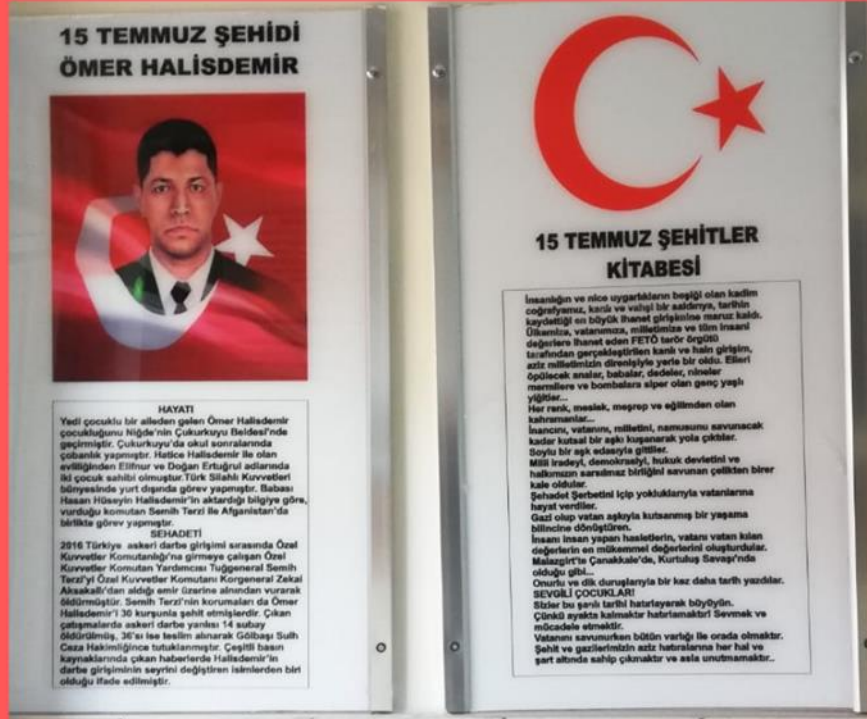 15 TEMMUZ ŞEHİDİ
ÖMER HALİSDEMİR
HAYATI
Yedi çocuklu bir aileden gelen Ömer Halisdemir
çocukluğunu Niğde'nin Çukurkuyu Beldesi'nde
geçirmiştir. Çukurkuyu'da okul sonralarında
çobanlık yapmıştır. Hatice Halisdemir ile olan
evliliğinden Elifnur ve Doğan Ertuğrul adlarında
iki çocuk sahibi olmuştur.Türk Silahlı Kuvvetleri
bünyesinde yurt dışında görev yapmıştır. Babası
Hasan Hüseyin Halisdemir'in aktardığı bilgiye göre,
vurduğu komutan Semih Terzi ile Afganistan'da
birlikte görev yapmıştır.
ŞEHADETİ
2016 Türkiye askeri darbe girişimi sırasında Özel
Kuvvetler Komutanlığı'na girmeye çalışan Özel
Kuvvetler Komutan Yardımcısı Tuğgeneral Semih
Terzi'yi Özel Kuvvetler Komutanı Korgeneral Zekai
Aksakallı'dan aldığı emir üzerine alnından vurarak
öldürmüştür. Semih Terzi'nin korumaları da Ömer
Halisdemir'i 30 kurşunla şehit etmişlerdir. Çıkan
çatışmalarda askeri darbe yanlısı 14 subay
öldürülmüş, 36'sı ise teslim alınarak Gölbaşı Sulh
Ceza Hakimliğince tutuklanmıştır. Çeşitli basın
kaynaklarında çıkan haberlerde Halisdemir'in
darbe girişiminin seyrini değiştiren isimlerden biri
olduğu ifade edilmiştir.
15 TEMMUZ ŞEHİTLER
KİTABESİ
İnsanlığın ve nice uygarlıkların beşiği olan kadim
coğrafyamız, kanlı ve vahşi bir saldırıya, tarihin
kaydettiği en büyük ihanet girişimine maruz kaldı.
Ülkemize, vatanımıza, milletimize ve tüm insani
değerlere ihanet eden FETÖ terör örgütü
tarafından gerçekleştirilen kanlı ve hain girişim,
aziz milletimizin direnişiyle yerle bir oldu. Elleri
öpülecek analar, babalar, dedeler, nineler
mermilere ve bombalara siper olan genç yaşlı
yiğitler...
Her renk, meslek, meşrep ve eğilimden olan
kahramanlar...
İnancını, vatanını, milletini, namusunu savunacak
kadar kutsal bir aşkı kuşanarak yola çıktılar.
Soylu bir aşk edasıyla gittiler.
Milli iradeyi, demokrasiyi, hukuk devletini ve
halkımızın sarsılmaz birliğini savunan çelikten birer
kale oldular.
Şehadet Şerbetini içip yokluklarıyla vatanlarına
hayat verdiler.
Gazi olup vatan aşkıyla kutsanmış bir yaşama
bilincine dönüştüren.
İnsanı insan yapan hasletlerin, vatanı vatan kılan
değerlerin en mükemmel değerlerini oluşturdular.
Malazgirt'te Çanakkale'de, Kurtuluş Savaşı'nda
olduğu gibi...
Onurlu ve dik duruşlarıyla bir kez daha tarih yazdılar.
SEVGİLİ ÇOCUKLAR!
Sizler bu şanlı tarihi hatırlayarak büyüyün.
Çünkü ayakta kalmaktır hatırlamak! Sevmek ve
mücadele etmektir.
Vatanını savunurken bütün varlığı ile orada olmaktır.
Şehit ve gazilerimizin aziz hatıralarına her hal ve
şart altında sahip çıkmaktır ve asla unutmamaktır..